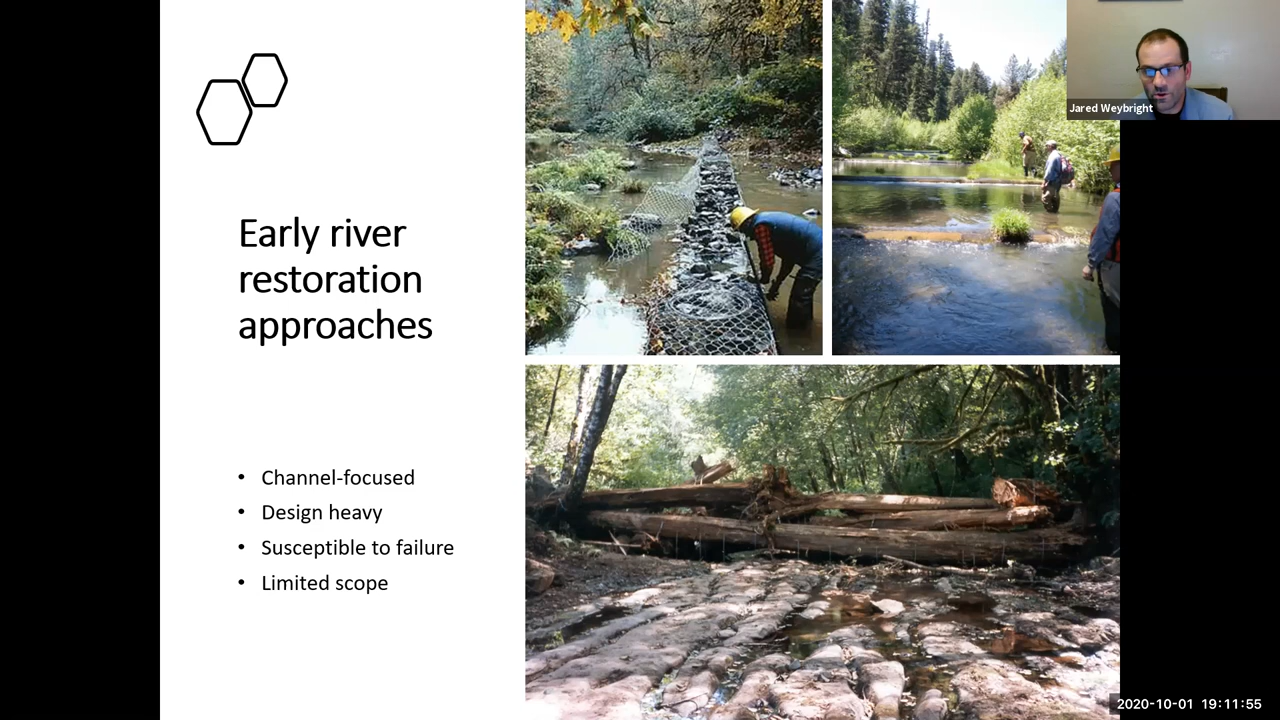 Early river
restoration
approaches
• Channel-focused
• Design heavy
• Susceptible to failure
• Limited scope
Jared Weybright
2020-10-01 19:11:55